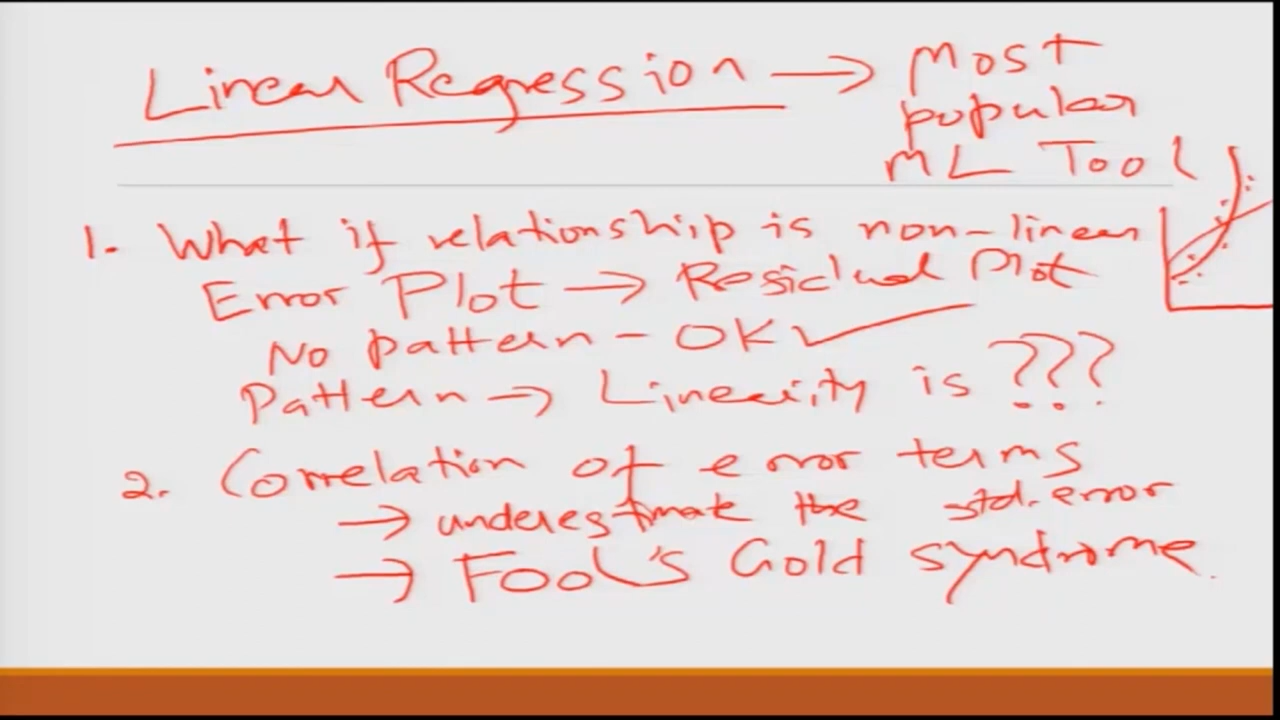 Linear Regression → Most
popular
ML Tool
1. What if relationship is non-linear
Error Plot → Residual Plot
No pattern - OK ✓
Pattern → Linearity is ???
2. Correlation of error terms
→ underestimate the std. error
→ Fool's Gold syndrome.